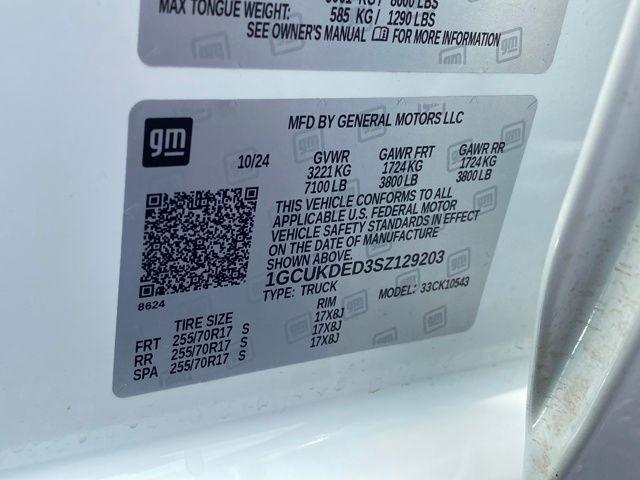 MAX TONGUE WEIGHT: 585 KG / 1290 LBS
SEE OWNER'S MANUAL FOR MORE INFORMATION
gm
MFD BY GENERAL MOTORS LLC
10/24 GVWR GAWR FRT GAWR RR
3221 KG 1724 KG 1724 KG
7100 LB 3800 LB 3800 LB
THIS VEHICLE CONFORMS TO ALL
APPLICABLE U.S. FEDERAL MOTOR
VEHICLE SAFETY STANDARDS IN EFFECT
ON THE DATE OF MANUFACTURE
SHOWN ABOVE.
1GCUKDED3SZ129203
TYPE: TRUCK MODEL: 33CK10543
8624
TIRE SIZE RIM
FRT 255/70R17 S 17X8J
RR 255/70R17 S 17X8J
SPA 255/70R17 S 17X8J